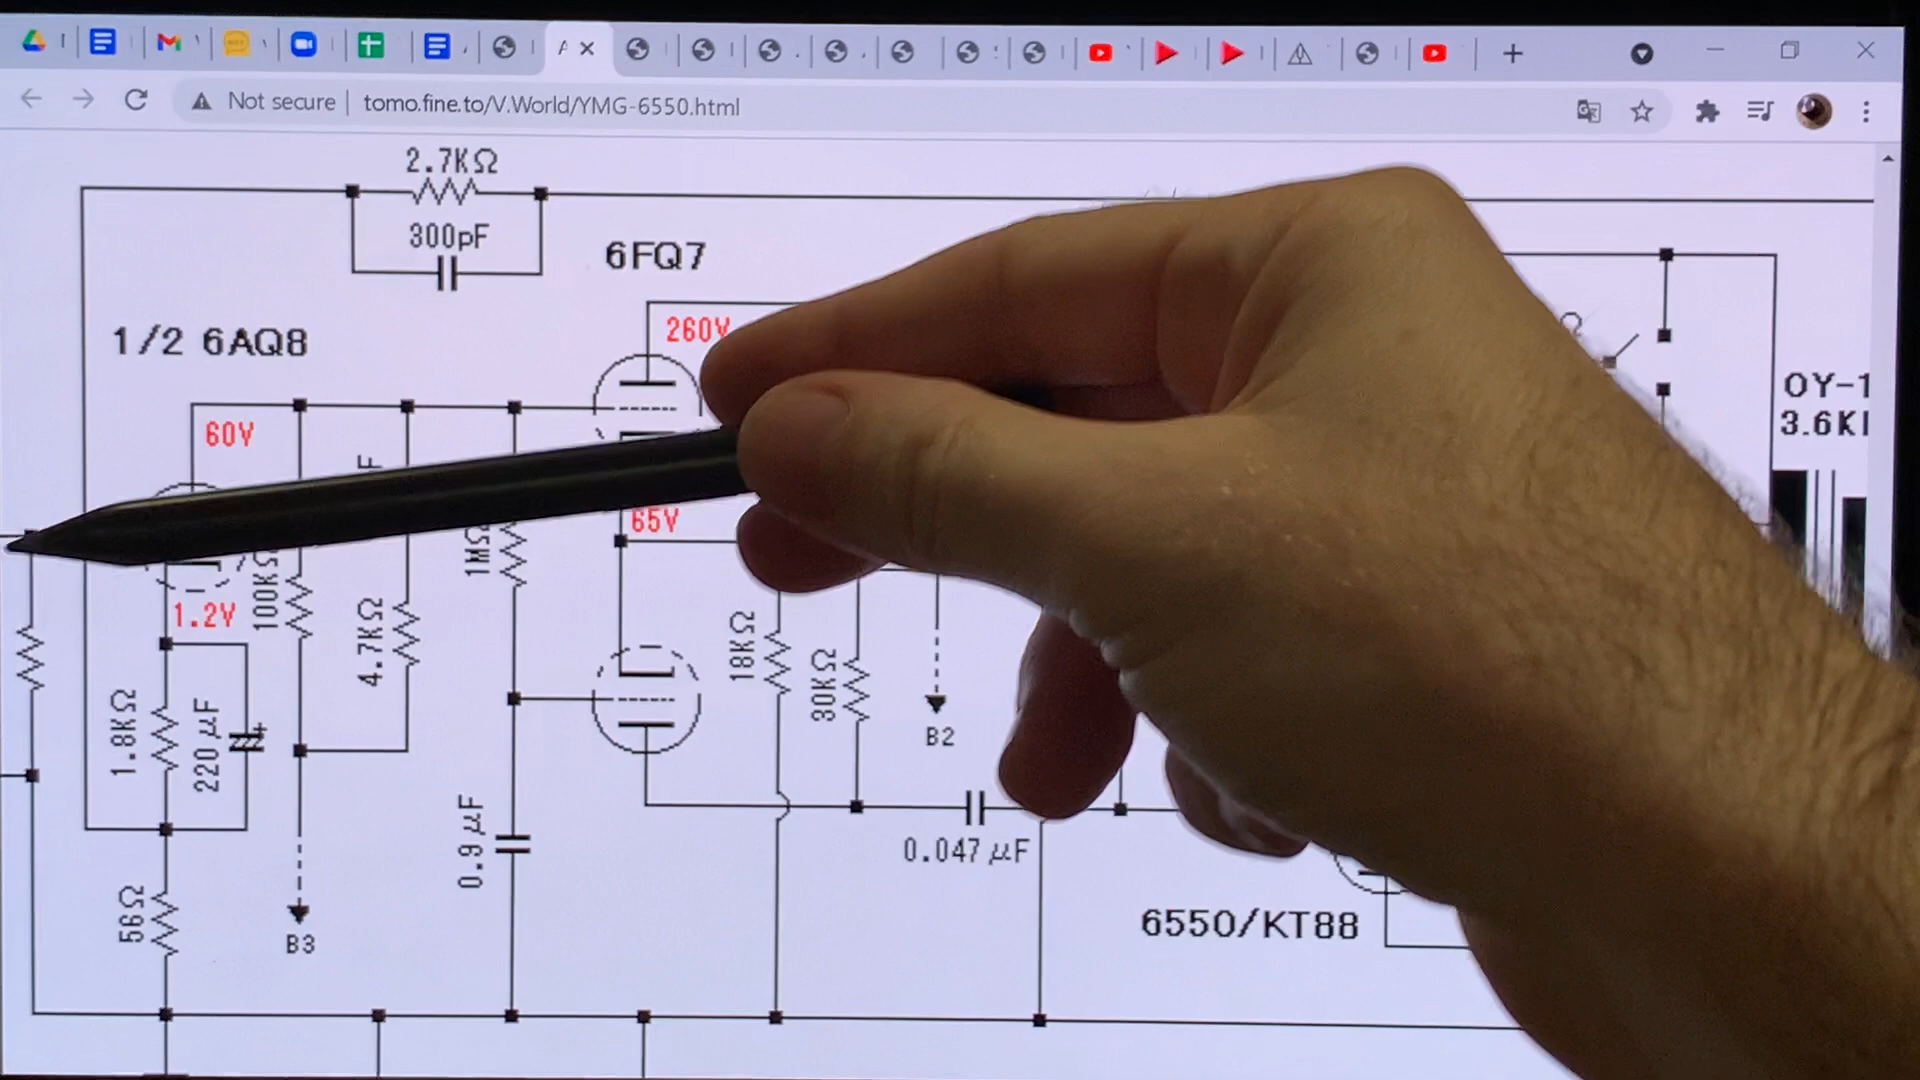 Not secure | tomo.fine.to/V.World/YMG-6550.html
2.7KΩ
300pF
6FQ7
260V
1/2 6AQ8
60V
F
65V
1.2V
100KΩ
4.7KΩ
1MΩ
1.8KΩ
220μF
18KΩ
30KΩ
B2
0.9μF
0.047μF
56Ω
B3
6550/KT88
Ω
OY-1
3.6K